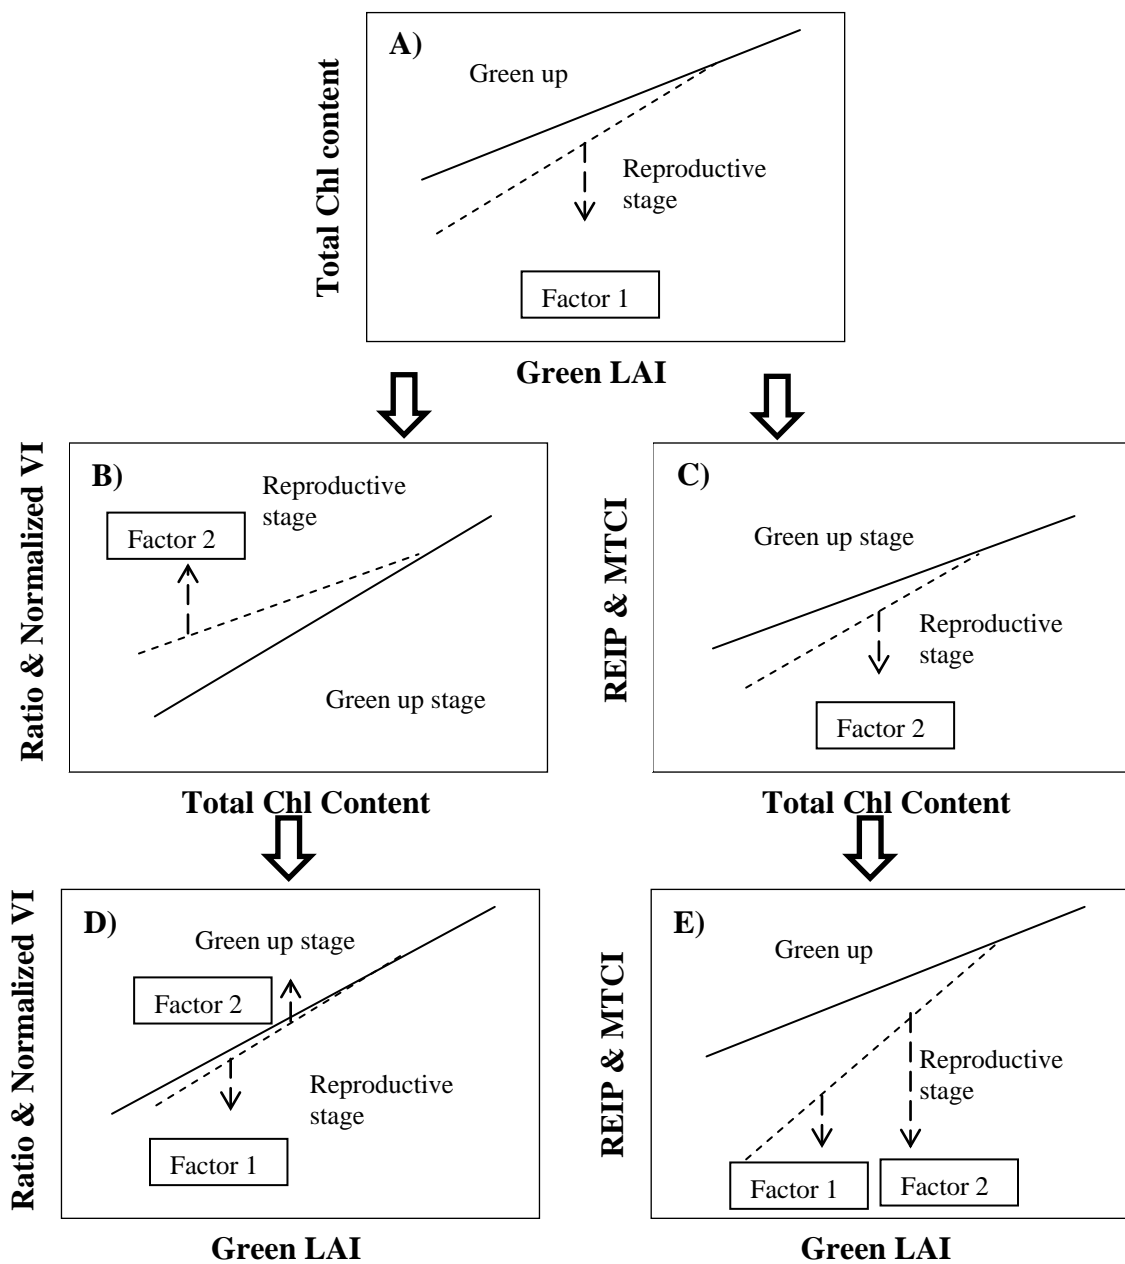 A)
Green up
Reproductive
stage
Factor 1
Total Chl content
Green LAI
B)
Reproductive
stage
Factor 2
Green up stage
Ratio & Normalized VI
Total Chl Content
C)
Green up stage
Reproductive
stage
Factor 2
REIP & MTCI
Total Chl Content
D)
Green up stage
Factor 2
Reproductive
stage
Factor 1
Ratio & Normalized VI
Green LAI
E)
Green up
Reproductive
stage
Factor 1
Factor 2
REIP & MTCI
Green LAI